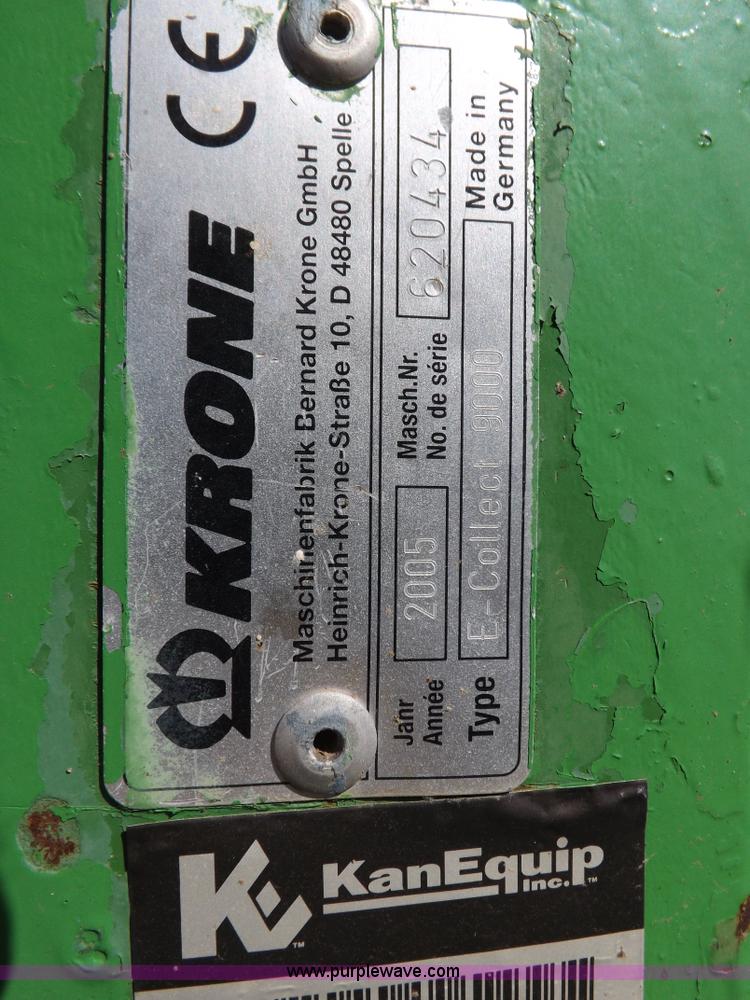 KRONE CE
Maschinenfabrik Bernard Krone GmbH
Heinrich-Krone-Straße 10, D 48480 Spelle
Jahr
Année
2005
Masch.Nr.
No. de série
620434
Type
E-Collect 9000
Made in
Germany
K
KanEquip
Inc.™
www.purplewave.com